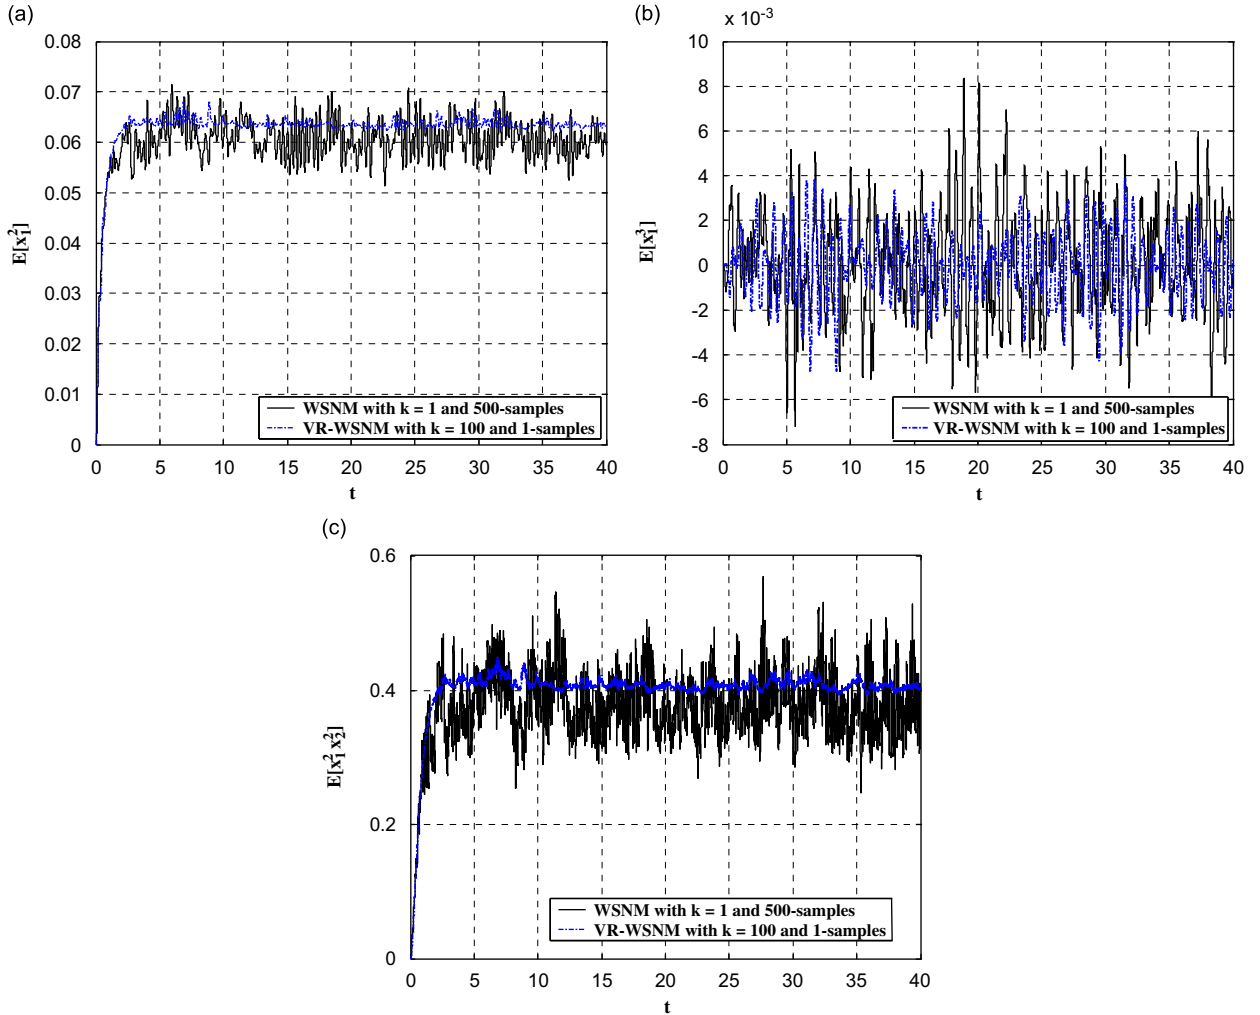 (a)
0.08
0.07
0.06
0.05
0.04
0.03
0.02
0.01
0
E[x₁²]
WSNM with k = 1 and 500-samples
VR-WSNM with k = 100 and 1-samples
0 5 10 15 20 25 30 35 40
t
(b)
x 10⁻³
10
8
6
4
2
0
-2
-4
-6
-8
E[x₁³]
WSNM with k = 1 and 500-samples
VR-WSNM with k = 100 and 1-samples
0 5 10 15 20 25 30 35 40
t
(c)
0.6
0.4
0.2
0
E[x₁² x₂²]
WSNM with k = 1 and 500-samples
VR-WSNM with k = 100 and 1-samples
0 5 10 15 20 25 30 35 40
t